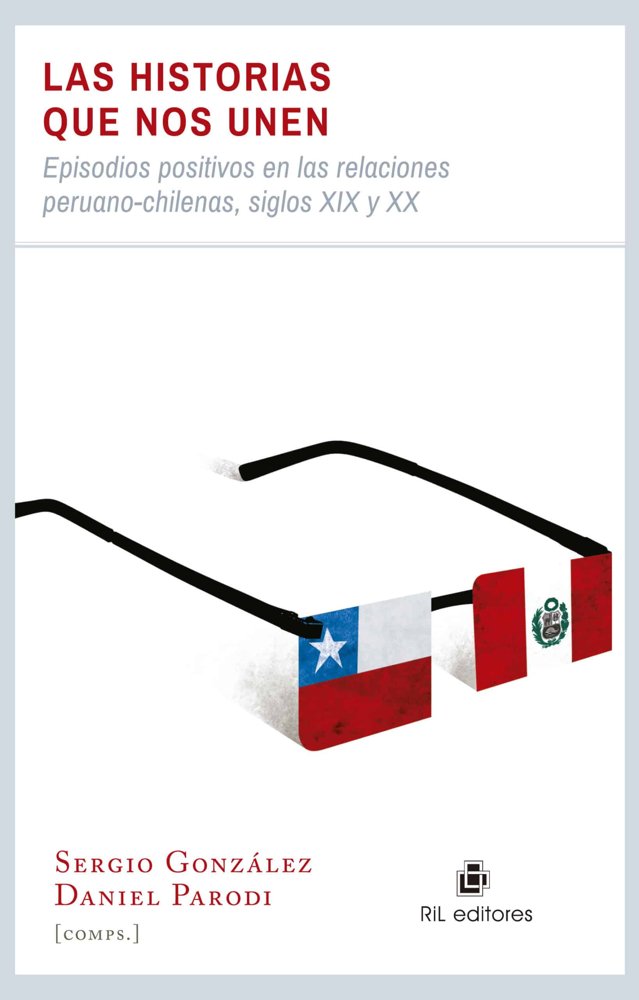 LAS HISTORIAS
QUE NOS UNEN
Episodios positivos en las relaciones
peruano-chilenas, siglos XIX y XX
Sergio González
Daniel Parodi
[comps.]
RiL editores